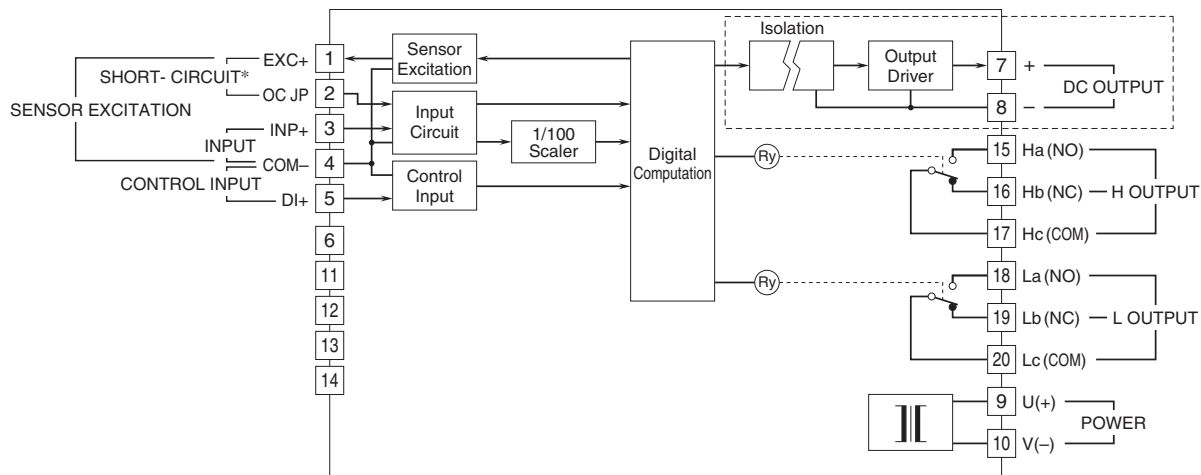 SENSOR EXCITATION
SHORT- CIRCUIT*
INPUT
CONTROL INPUT
EXC+ 1
OC JP 2
INP+ 3
COM– 4
DI+ 5
6
11
12
13
14
Sensor
Excitation
Input
Circuit
1/100
Scaler
Control
Input
Digital
Computation
Isolation
Output
Driver
Ry
Ry
7 +
8 –
DC OUTPUT
15 Ha (NO)
16 Hb (NC)
17 Hc (COM)
H OUTPUT
18 La (NO)
19 Lb (NC)
20 Lc (COM)
L OUTPUT
9 U(+)
10 V(–)
POWER